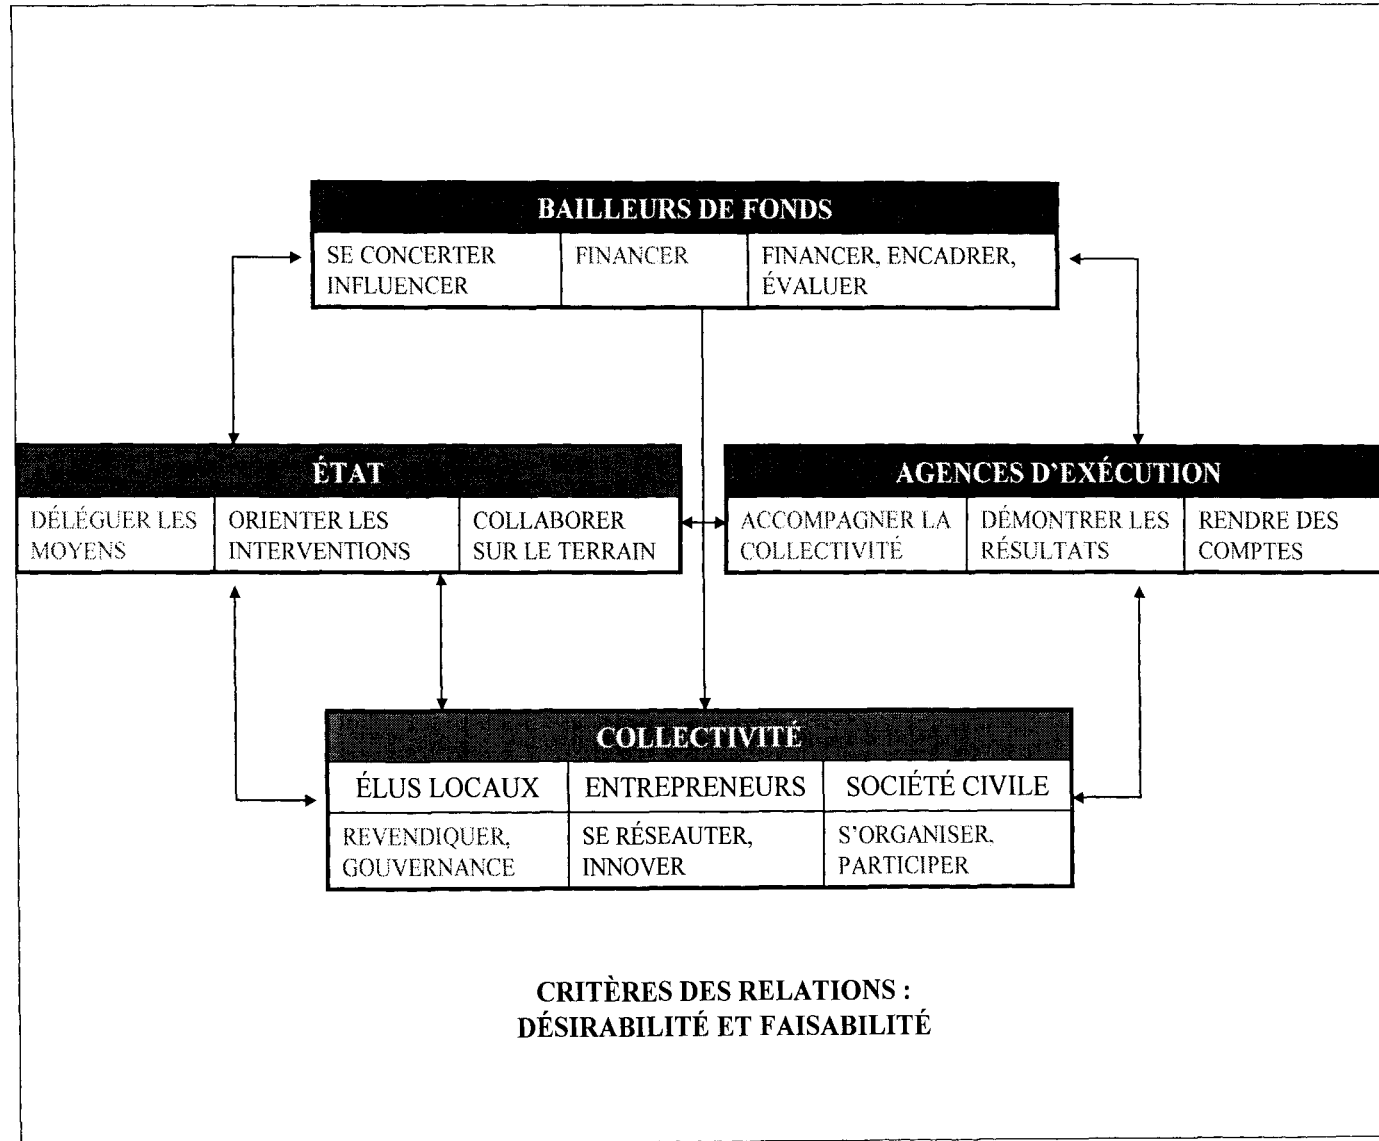 BAILLEURS DE FONDS
SE CONCERTER
INFLUENCER
FINANCER
FINANCER, ENCADRER,
ÉVALUER
ÉTAT
DÉLÉGUER LES
MOYENS
ORIENTER LES
INTERVENTIONS
COLLABORER
SUR LE TERRAIN
AGENCES D'EXÉCUTION
ACCOMPAGNER LA
COLLECTIVITÉ
DÉMONTRER LES
RÉSULTATS
RENDRE DES
COMPTES
COLLECTIVITÉ
ÉLUS LOCAUX
ENTREPRENEURS
SOCIÉTÉ CIVILE
REVENDIQUER,
GOUVERNANCE
SE RÉSEAUTER,
INNOVER
S'ORGANISER,
PARTICIPER
CRITÈRES DES RELATIONS :
DÉSIRABILITÉ ET FAISABILITÉ